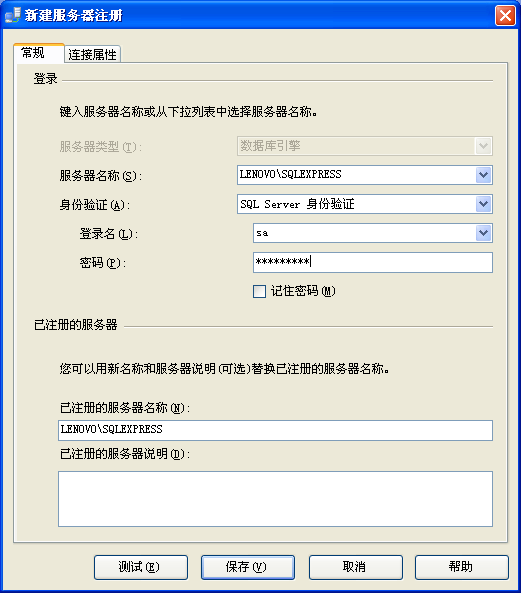 新建服务器注册
常规 连接属性
登录
键入服务器名称或从下拉列表中选择服务器名称。
服务器类型(T): 数据库引擎
服务器名称(S): LENOVO\SQLEXPRESS
身份验证(A): SQL Server 身份验证
登录名(L): sa
密码(P): *********
记住密码(M)
已注册的服务器
您可以用新名称和服务器说明(可选)替换已注册的服务器名称。
已注册的服务器名称(N):
LENOVO\SQLEXPRESS
已注册的服务器说明(D):
测试(E) 保存(V) 取消 帮助